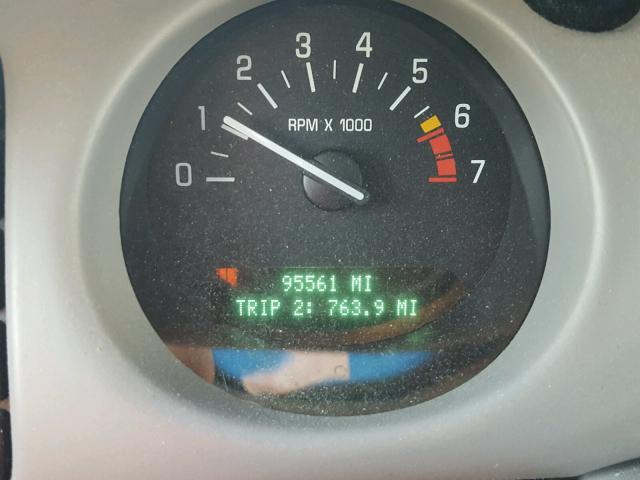 0 1 2 3 4 5 6 7
RPM X 1000
95561 MI
TRIP 2: 763.9 MI